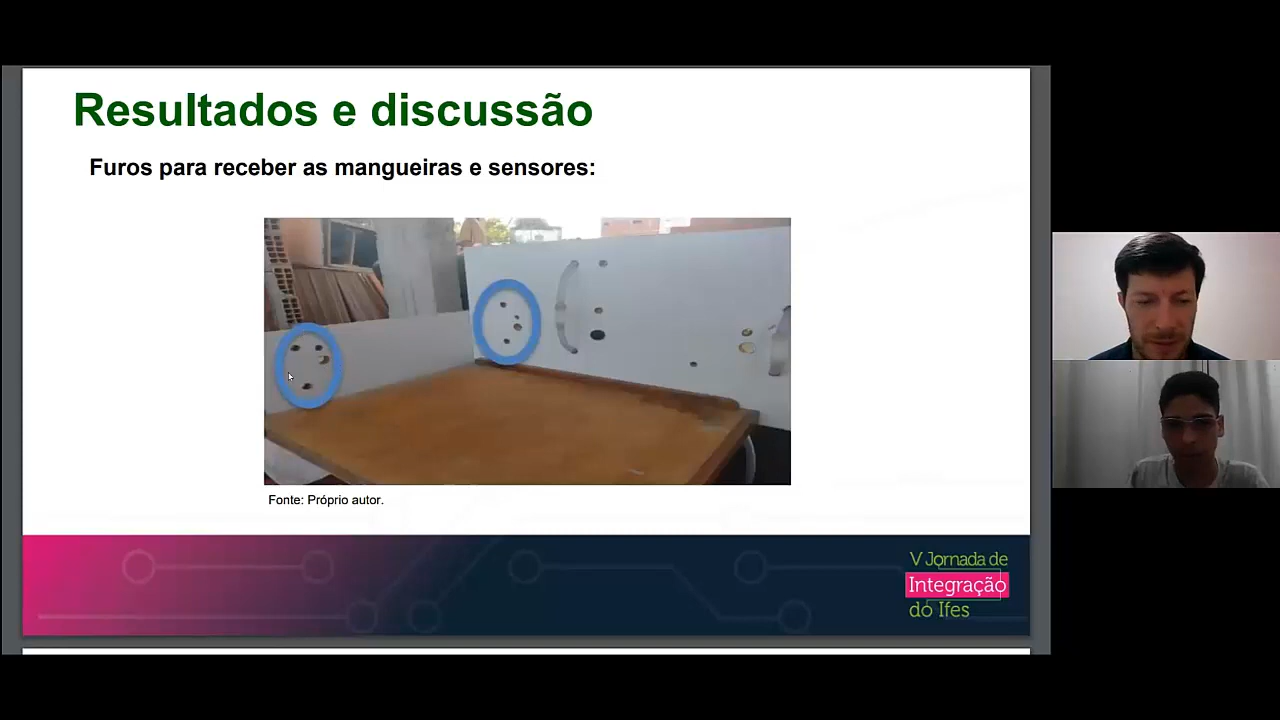 Resultados e discussão
Furos para receber as mangueiras e sensores:
Fonte: Próprio autor.
V Jornada de
Integração
do Ifes